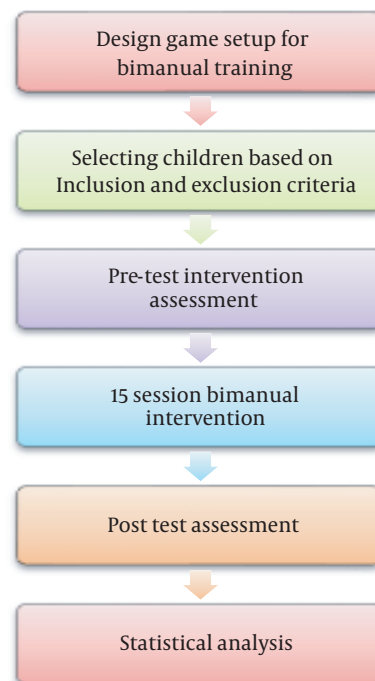 Design game setup for
bimanual training
Selecting children based on
Inclusion and exclusion criteria
Pre-test intervention
assessment
15 session bimanual
intervention
Post test assessment
Statistical analysis